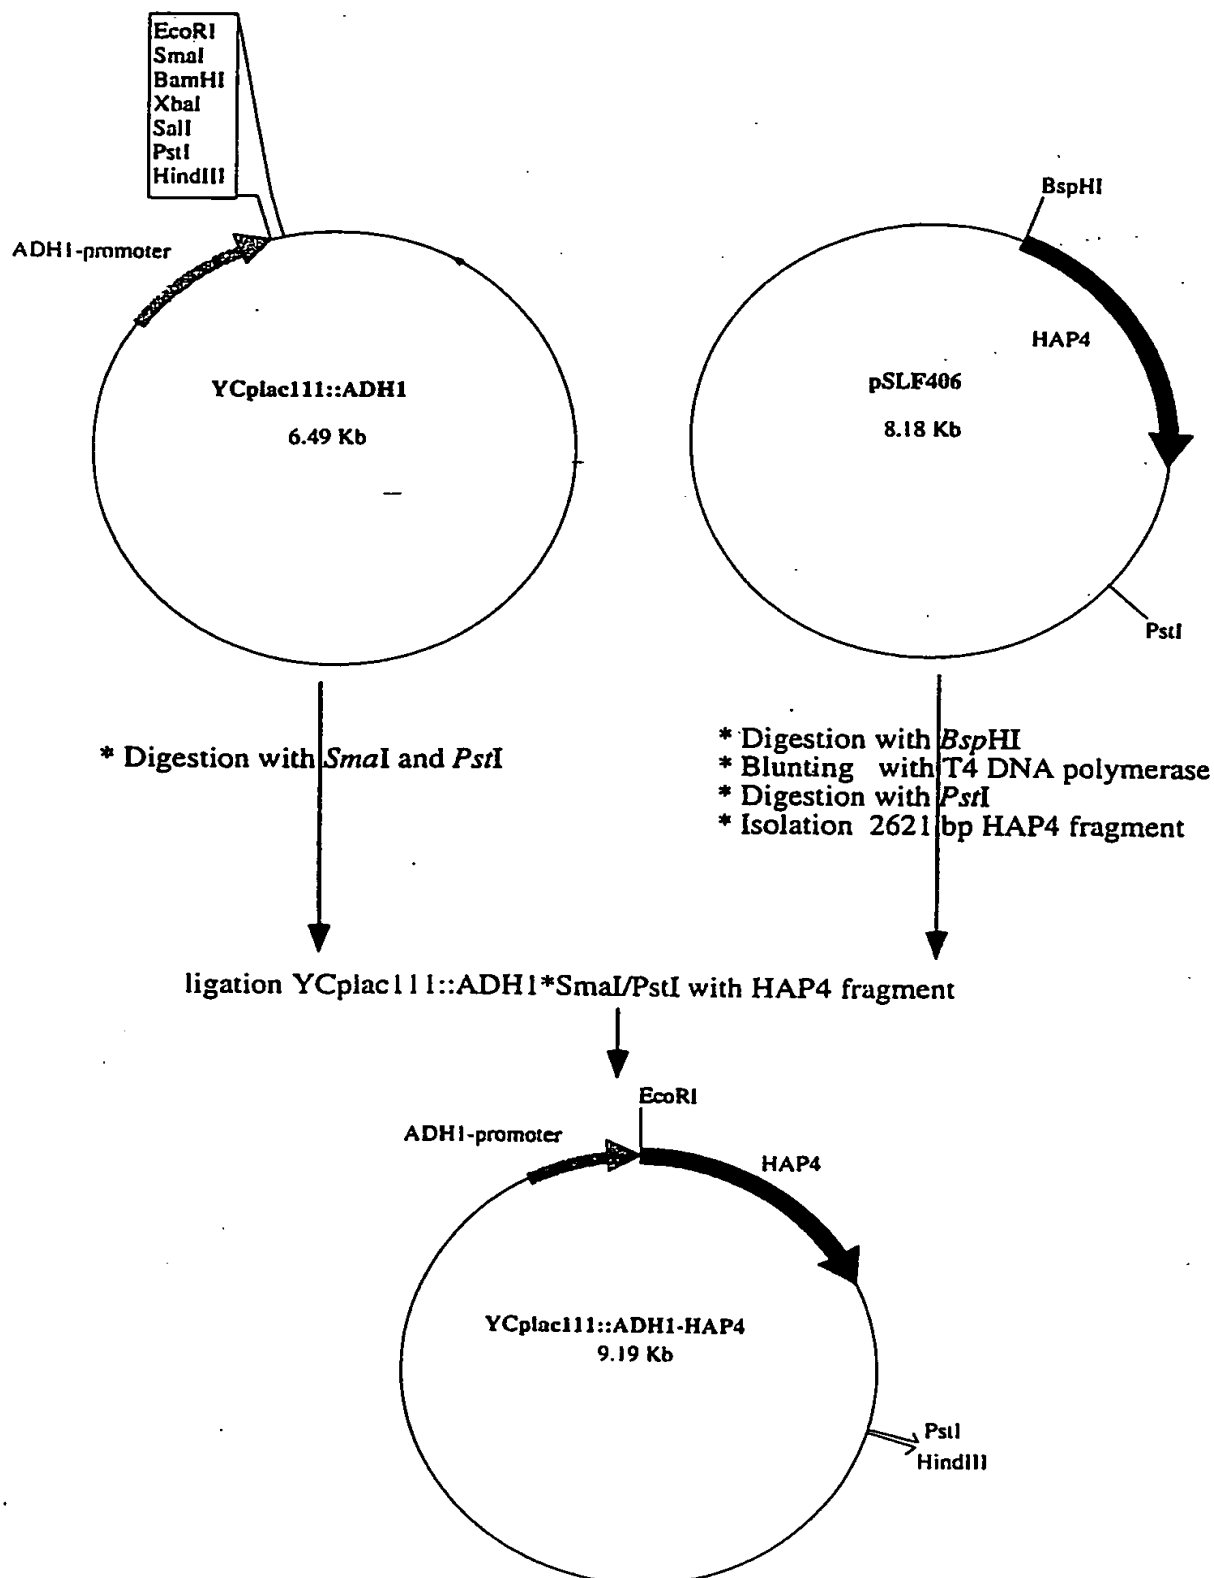 EcoRI
SmaI
BamHI
XbaI
SalI
PstI
HindIII
ADH1-promoter
YCplac111::ADH1
6.49 Kb
BspHI
HAP4
pSLF406
8.18 Kb
PstI
* Digestion with SmaI and PstI
* Digestion with BspHI
* Blunting with T4 DNA polymerase
* Digestion with PstI
* Isolation 2621 bp HAP4 fragment
ligation YCplac111::ADH1*SmaI/PstI with HAP4 fragment
EcoRI
ADH1-promoter
HAP4
YCplac111::ADH1-HAP4
9.19 Kb
PstI
HindIII